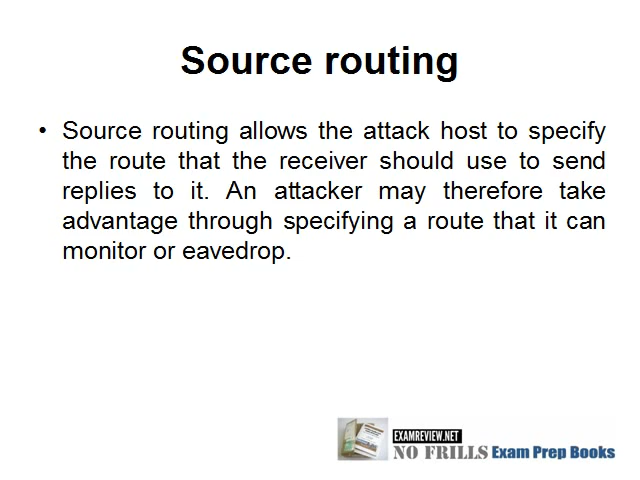 Source routing
• Source routing allows the attack host to specify
the route that the receiver should use to send
replies to it. An attacker may therefore take
advantage through specifying a route that it can
monitor or eavedrop.
EXAMREVIEW.NET
NO FRILLS Exam Prep Books